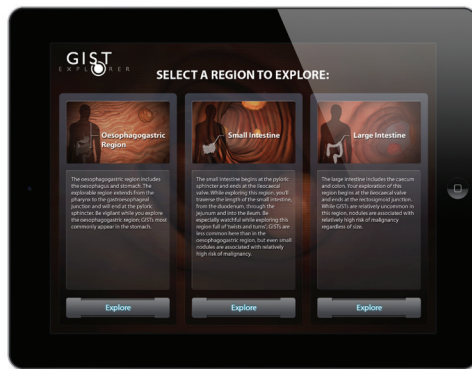 GIST
EXPLORER
SELECT A REGION TO EXPLORE:
Oesophagogastric
Region
The oesophagogastric region includes
the oesophagus and stomach. The
explorable region extends from the
pharynx to the gastroesophageal
junction and will end at the pyloric
sphincter. Be vigilant while you explore
the oesophagogastric region; GISTs most
commonly appear in the stomach.
Explore
Small Intestine
The small intestine begins at the pyloric
sphincter and ends at the ileocaecal
valve. While exploring this region, you'll
traverse the length of the small intestine,
from the duodenum, through the
jejunum and into the ileum. Be
especially watchful while exploring this
region full of 'twists and turns'; GISTs are
less common here than in the
oesophagogastric region, but even small
nodules are associated with relatively
high risk of malignancy.
Explore
Large Intestine
The large intestine includes the caecum
and colon. Your exploration of this
region begins at the ileocaecal valve
and ends at the rectosigmoid junction.
While GISTs are relatively uncommon in
this region, nodules are associated with
relatively high risk of malignancy
regardless of size.
Explore